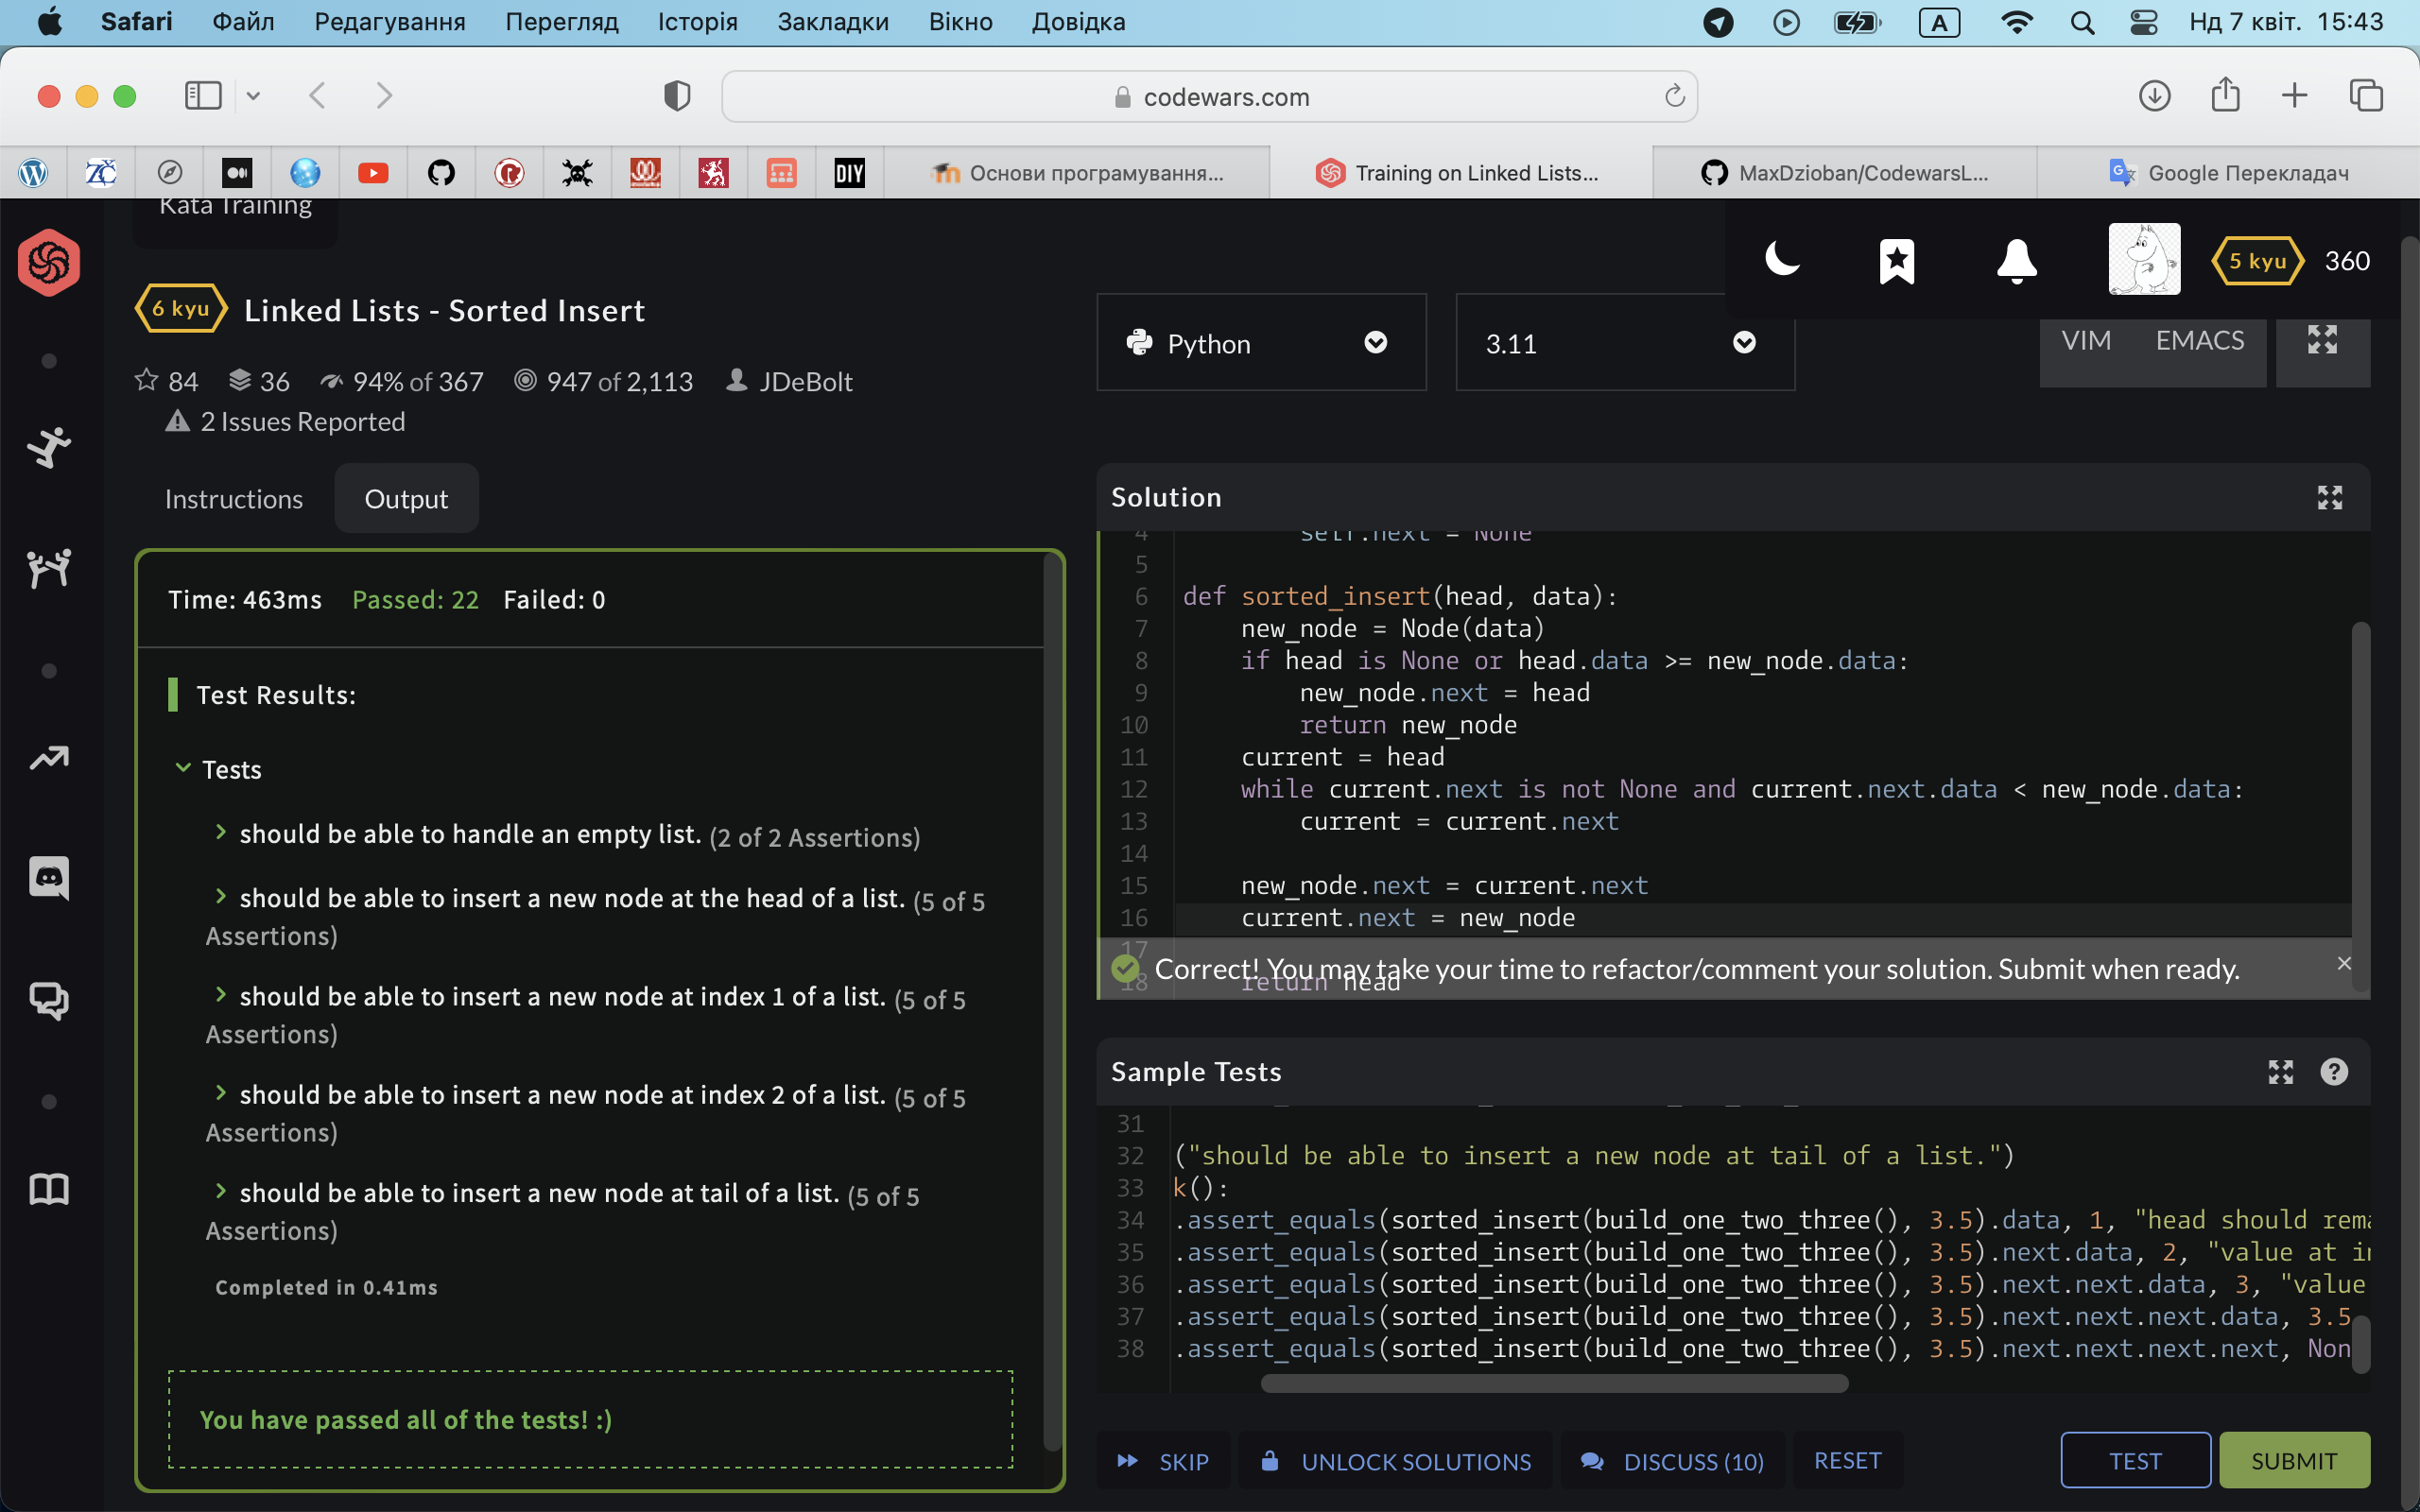 Safari Файл Редагування Перегляд Історія Закладки Вікно Довідка A Нд 7 квіт. 15:43
codewars.com
DIY Основи програмування... Training on Linked Lists... MaxDzioban/CodewarsL... Google Перекладач
Kata Training
5 kyu 360
6 kyu Linked Lists - Sorted Insert
84 36 94% of 367 947 of 2,113 JDeBolt
2 Issues Reported
Python
3.11
VIM EMACS
Instructions Output
Time: 463ms Passed: 22 Failed: 0
Test Results:
Tests
should be able to handle an empty list. (2 of 2 Assertions)
should be able to insert a new node at the head of a list. (5 of 5
Assertions)
should be able to insert a new node at index 1 of a list. (5 of 5
Assertions)
should be able to insert a new node at index 2 of a list. (5 of 5
Assertions)
should be able to insert a new node at tail of a list. (5 of 5
Assertions)
Completed in 0.41ms
You have passed all of the tests! :)
Solution
4 self.next = None
5
6 def sorted_insert(head, data):
7 new_node = Node(data)
8 if head is None or head.data >= new_node.data:
9 new_node.next = head
10 return new_node
11 current = head
12 while current.next is not None and current.next.data < new_node.data:
13 current = current.next
14
15 new_node.next = current.next
16 current.next = new_node
17
18 return head
Correct! You may take your time to refactor/comment your solution. Submit when ready.
Sample Tests
31
32 ("should be able to insert a new node at tail of a list.")
33 k():
34 .assert_equals(sorted_insert(build_one_two_three(), 3.5).data, 1, "head should rema
35 .assert_equals(sorted_insert(build_one_two_three(), 3.5).next.data, 2, "value at in
36 .assert_equals(sorted_insert(build_one_two_three(), 3.5).next.next.data, 3, "value
37 .assert_equals(sorted_insert(build_one_two_three(), 3.5).next.next.next.data, 3.5
38 .assert_equals(sorted_insert(build_one_two_three(), 3.5).next.next.next.next, Non
SKIP UNLOCK SOLUTIONS DISCUSS (10) RESET TEST SUBMIT